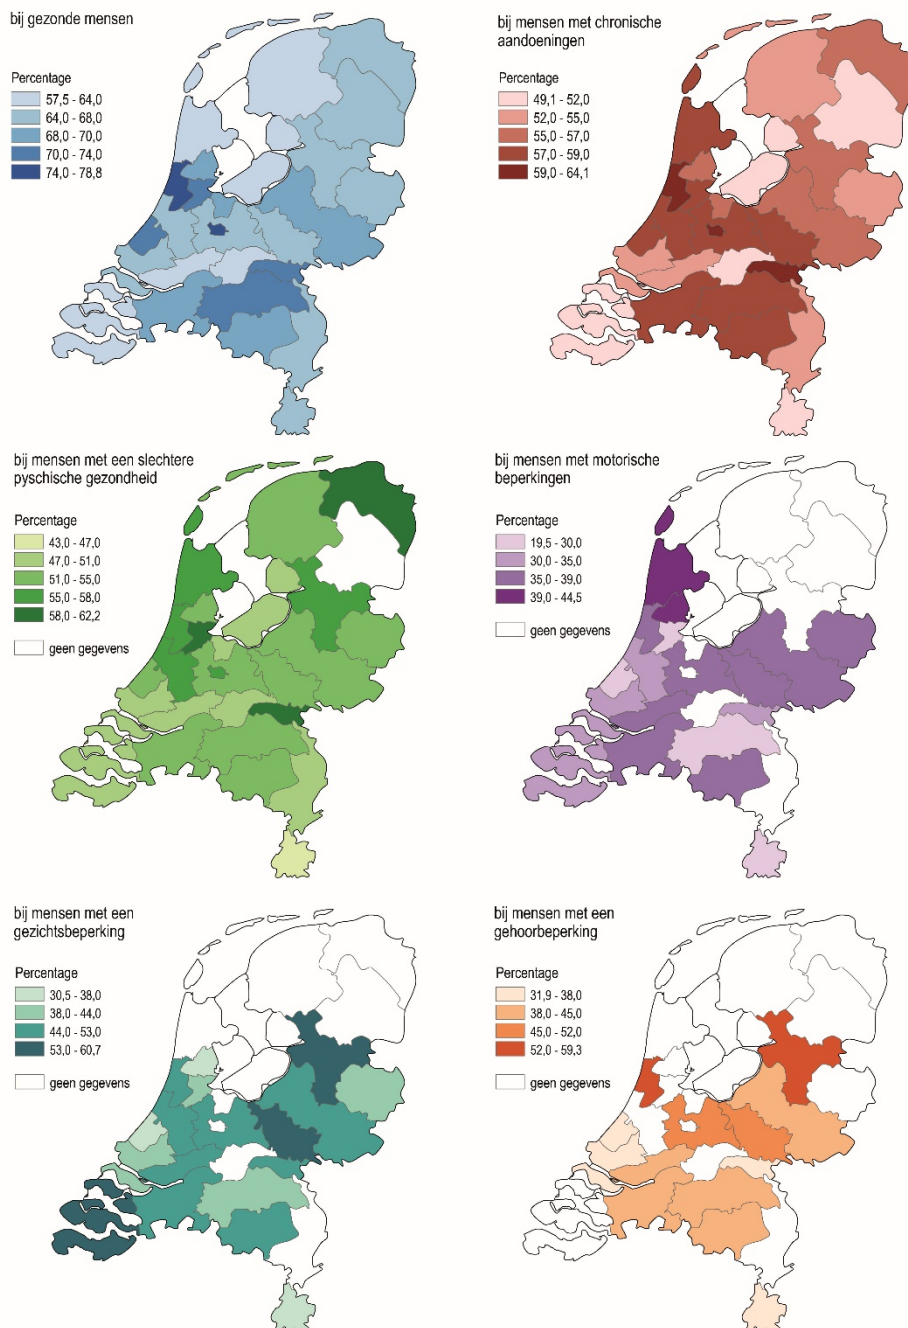 bij gezonde mensen
Percentage
57,5 - 64,0
64,0 - 68,0
68,0 - 70,0
70,0 - 74,0
74,0 - 78,8
bij mensen met chronische
aandoeningen
Percentage
49,1 - 52,0
52,0 - 55,0
55,0 - 57,0
57,0 - 59,0
59,0 - 64,1
bij mensen met een slechtere
pyschische gezondheid
Percentage
43,0 - 47,0
47,0 - 51,0
51,0 - 55,0
55,0 - 58,0
58,0 - 62,2
geen gegevens
bij mensen met motorische
beperkingen
Percentage
19,5 - 30,0
30,0 - 35,0
35,0 - 39,0
39,0 - 44,5
geen gegevens
bij mensen met een
gezichtsbeperking
Percentage
30,5 - 38,0
38,0 - 44,0
44,0 - 53,0
53,0 - 60,7
geen gegevens
bij mensen met een
gehoorbeperking
Percentage
31,9 - 38,0
38,0 - 45,0
45,0 - 52,0
52,0 - 59,3
geen gegevens